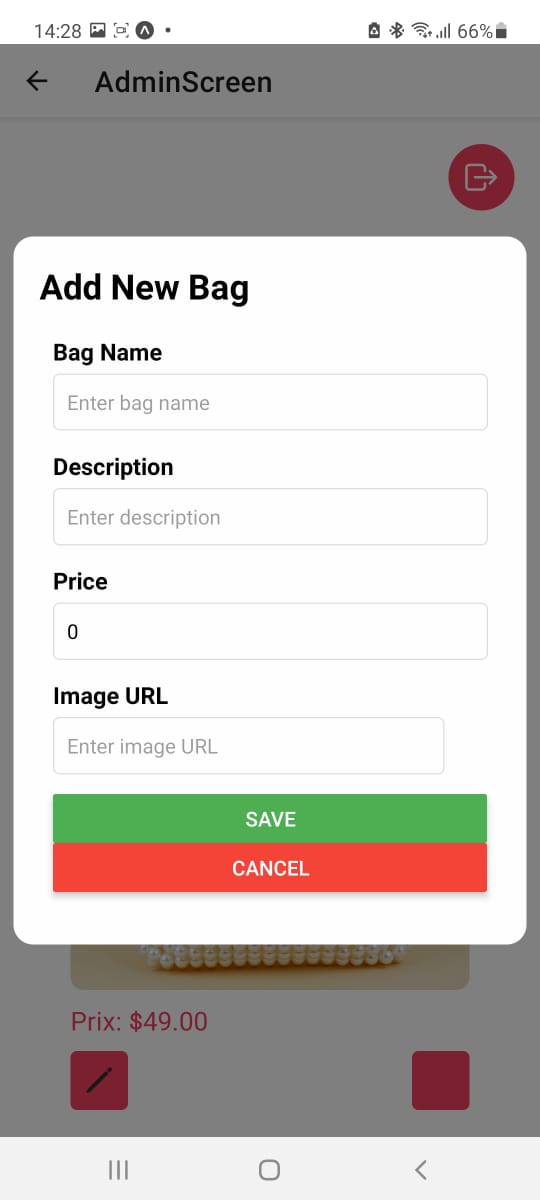 14:28 66%
AdminScreen
Add New Bag
Bag Name
Enter bag name
Description
Enter description
Price
0
Image URL
Enter image URL
SAVE
CANCEL
Prix: $49.00